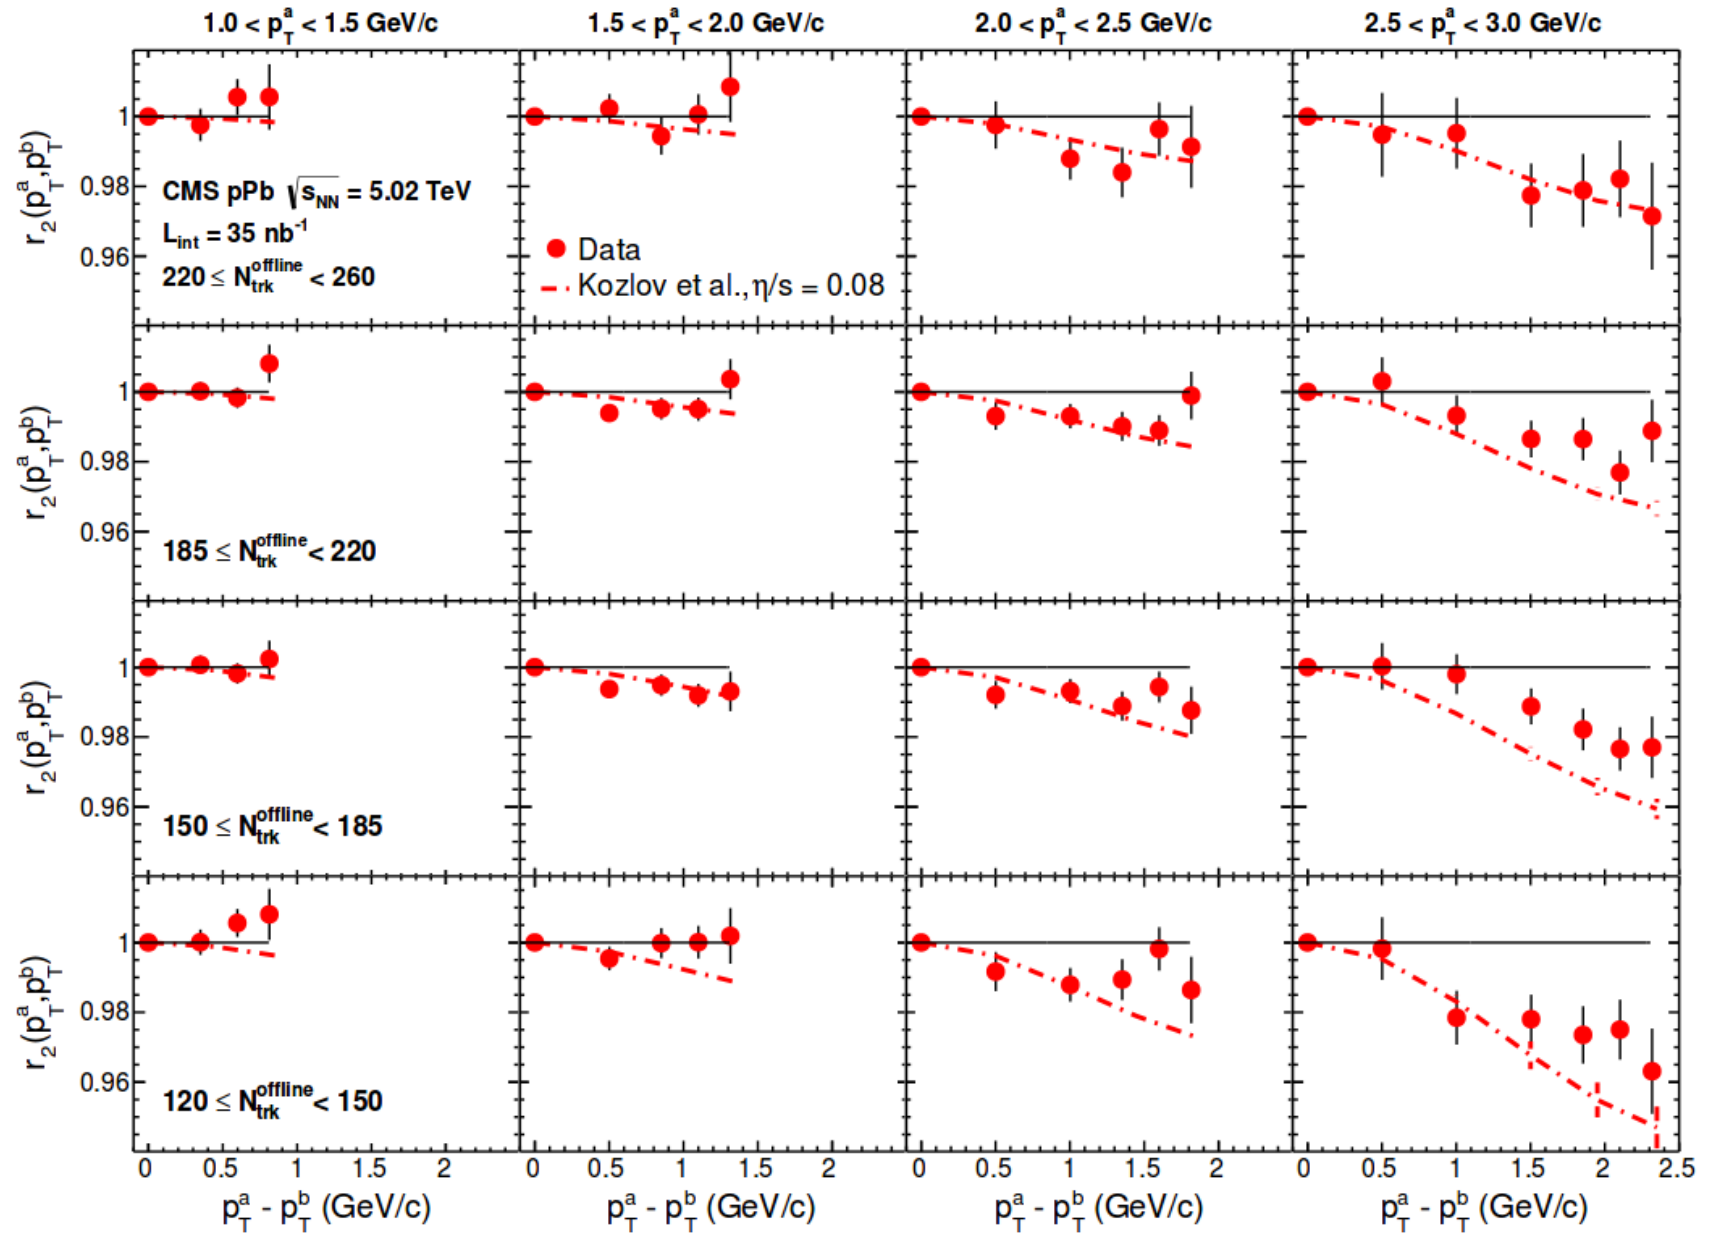 1.0 < p_T^a < 1.5 GeV/c 1.5 < p_T^a < 2.0 GeV/c 2.0 < p_T^a < 2.5 GeV/c 2.5 < p_T^a < 3.0 GeV/c
r_2(p_T^a,p_T^b)
1
0.98
0.96
CMS pPb √s_NN = 5.02 TeV
L_int = 35 nb^-1
220 ≤ N_trk^offline < 260
Data
Kozlov et al., η/s = 0.08
r_2(p_T^a,p_T^b)
1
0.98
0.96
185 ≤ N_trk^offline < 220
r_2(p_T^a,p_T^b)
1
0.98
0.96
150 ≤ N_trk^offline < 185
r_2(p_T^a,p_T^b)
1
0.98
0.96
120 ≤ N_trk^offline < 150
0 0.5 1 1.5 2 0 0.5 1 1.5 2 0 0.5 1 1.5 2 0 0.5 1 1.5 2 2.5
p_T^a - p_T^b (GeV/c) p_T^a - p_T^b (GeV/c) p_T^a - p_T^b (GeV/c) p_T^a - p_T^b (GeV/c)